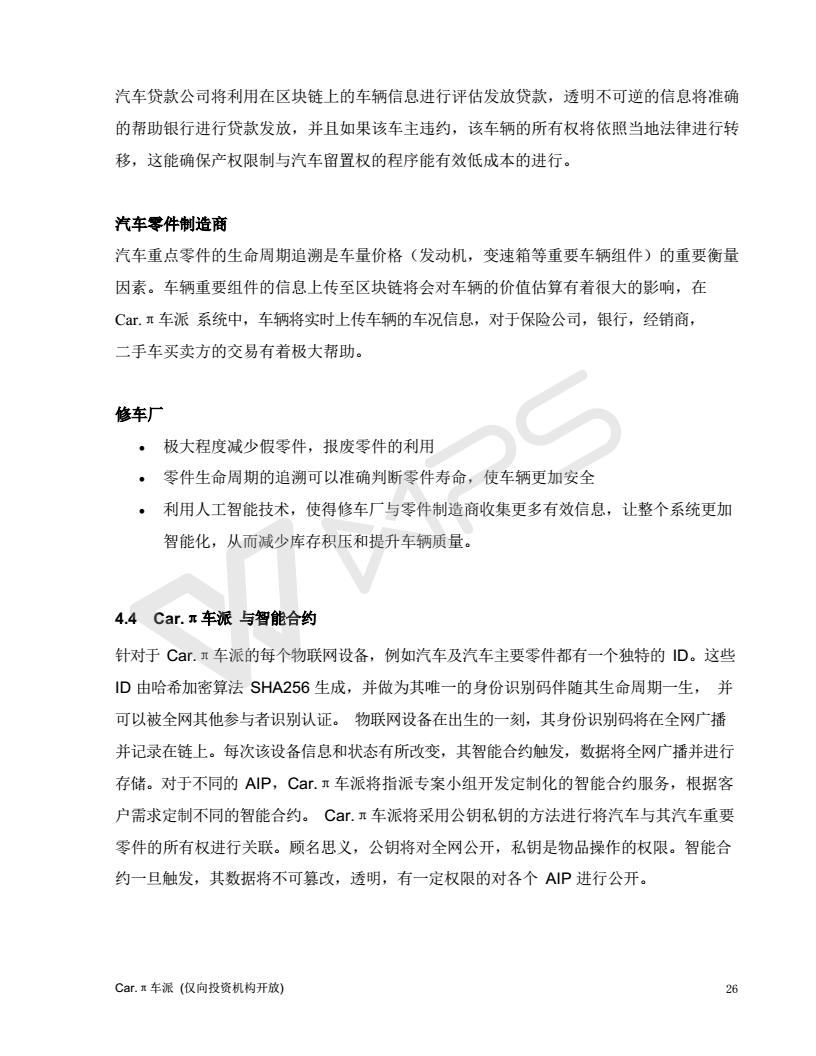 汽车贷款公司将利用在区块链上的车辆信息进行评估发放贷款，透明不可逆的信息将准确
的帮助银行进行贷款发放，并且如果该车主违约，该车辆的所有权将依照当地法律进行转
移，这能确保产权限制与汽车留置权的程序能有效低成本的进行。
汽车零件制造商
汽车重点零件的生命周期追溯是车量价格（发动机，变速箱等重要车辆组件）的重要衡量
因素。车辆重要组件的信息上传至区块链将会对车辆的价值估算有着很大的影响，在
Car.π车派 系统中，车辆将实时上传车辆的车况信息，对于保险公司，银行，经销商，
二手车买卖方的交易有着极大帮助。
修车厂
• 极大程度减少假零件，报废零件的利用
• 零件生命周期的追溯可以准确判断零件寿命，使车辆更加安全
• 利用人工智能技术，使得修车厂与零件制造商收集更多有效信息，让整个系统更加
智能化，从而减少库存积压和提升车辆质量。
4.4 Car.π车派 与智能合约
针对于 Car.π车派的每个物联网设备，例如汽车及汽车主要零件都有一个独特的 ID。这些
ID 由哈希加密算法 SHA256 生成，并做为其唯一的身份识别码伴随其生命周期一生， 并
可以被全网其他参与者识别认证。 物联网设备在出生的一刻，其身份识别码将在全网广播
并记录在链上。每次该设备信息和状态有所改变，其智能合约触发，数据将全网广播并进行
存储。对于不同的 AIP，Car.π车派将指派专案小组开发定制化的智能合约服务，根据客
户需求定制不同的智能合约。 Car.π车派将采用公钥私钥的方法进行将汽车与其汽车重要
零件的所有权进行关联。顾名思义，公钥将对全网公开，私钥是物品操作的权限。智能合
约一旦触发，其数据将不可篡改，透明，有一定权限的对各个 AIP 进行公开。
Car.π车派 (仅向投资机构开放) 26
WAPS